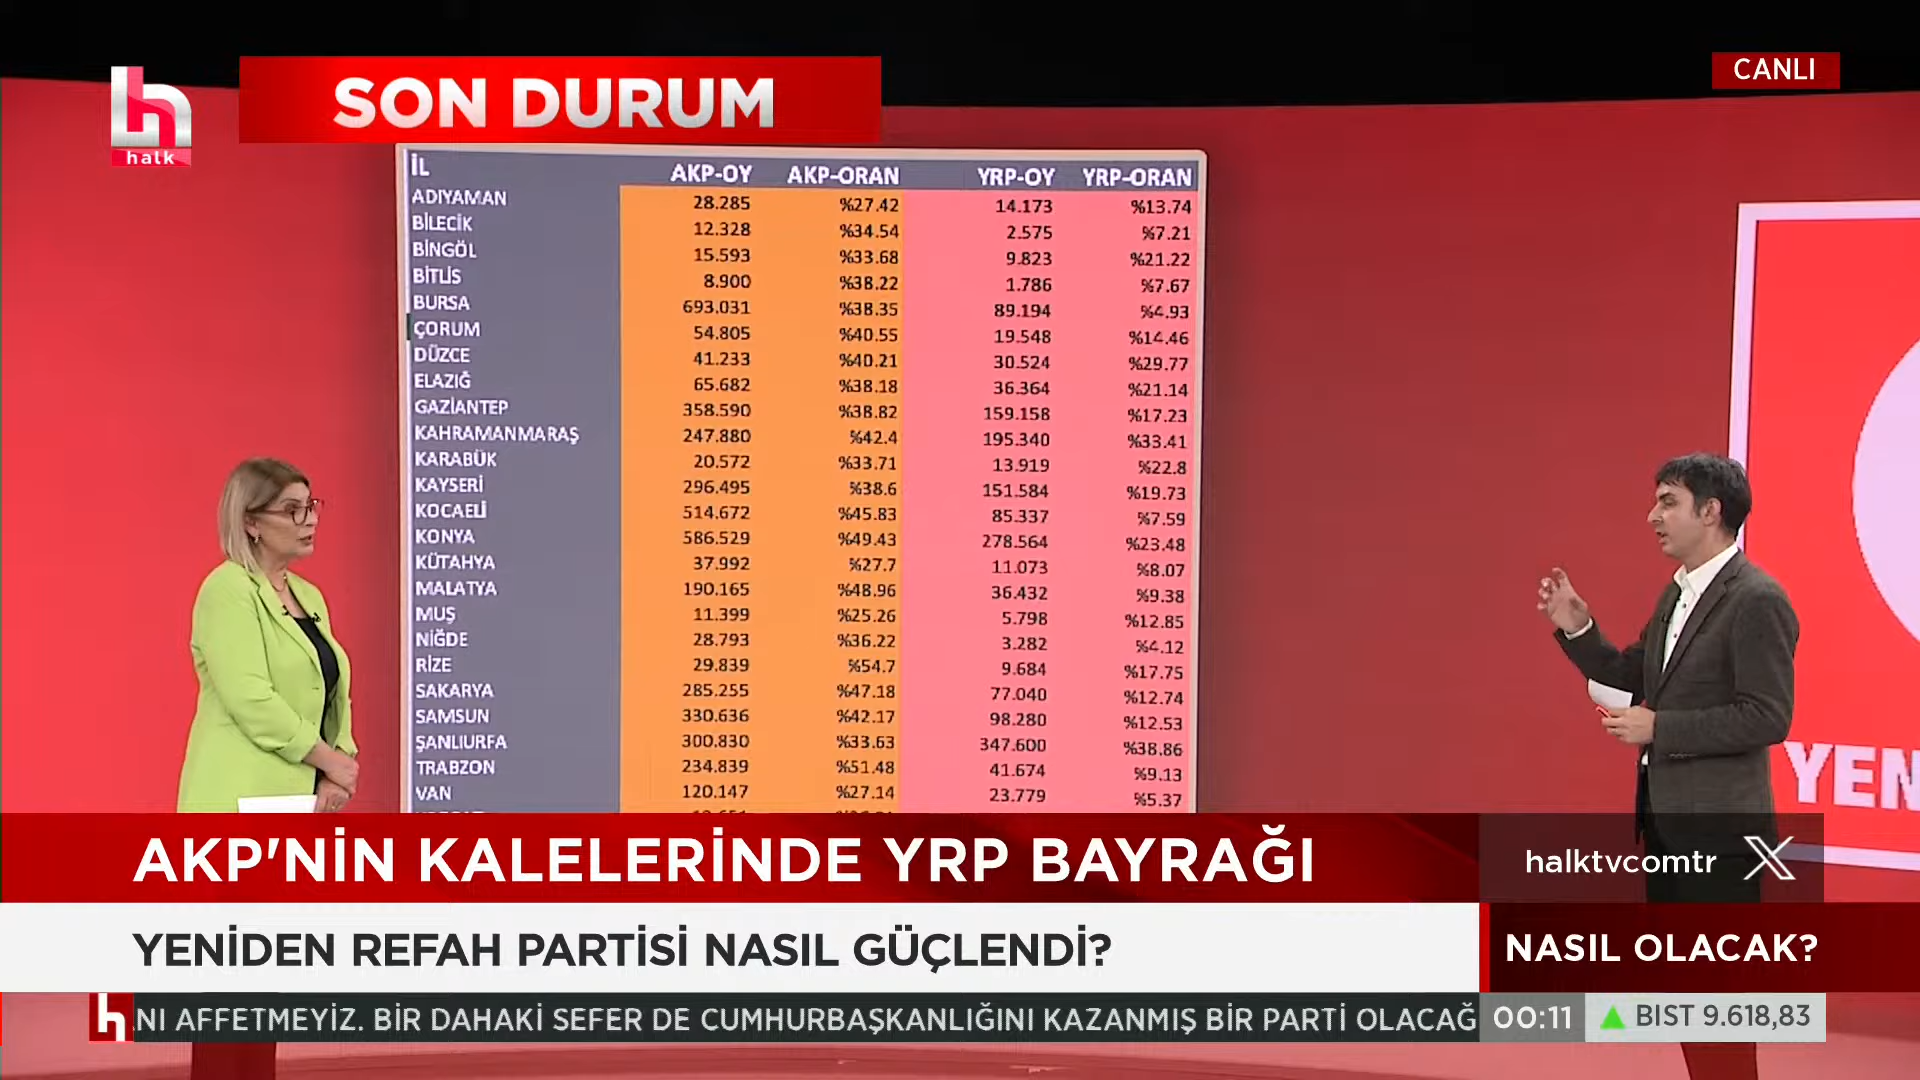 SON DURUM
CANLI
halk
İL AKP-OY AKP-ORAN YRP-OY YRP-ORAN
ADIYAMAN 28.285 %27.42 14.173 %13.74
BİLECİK 12.328 %34.54 2.575 %7.21
BİNGÖL 15.593 %33.68 9.823 %21.22
BİTLİS 8.900 %38.22 1.786 %7.67
BURSA 693.031 %38.35 89.194 %4.93
ÇORUM 54.805 %40.55 19.548 %14.46
DÜZCE 41.233 %40.21 30.524 %29.77
ELAZIĞ 65.682 %38.18 36.364 %21.14
GAZİANTEP 358.590 %38.82 159.158 %17.23
KAHRAMANMARAŞ 247.880 %42.4 195.340 %33.41
KARABÜK 20.572 %33.71 13.919 %22.8
KAYSERİ 296.495 %38.6 151.584 %19.73
KOCAELİ 514.672 %45.83 85.337 %7.59
KONYA 586.529 %49.43 278.564 %23.48
KÜTAHYA 37.992 %27.7 11.073 %8.07
MALATYA 190.165 %48.96 36.432 %9.38
MUŞ 11.399 %25.26 5.798 %12.85
NİĞDE 28.793 %36.22 3.282 %4.12
RİZE 29.839 %54.7 9.684 %17.75
SAKARYA 285.255 %47.18 77.040 %12.74
SAMSUN 330.636 %42.17 98.280 %12.53
ŞANLIURFA 300.830 %33.63 347.600 %38.86
TRABZON 234.839 %51.48 41.674 %9.13
VAN 120.147 %27.14 23.779 %5.37
YEN
AKP'NİN KALELERİNDE YRP BAYRAĞI
halktvcomtr X
YENİDEN REFAH PARTİSİ NASIL GÜÇLENDİ?
NASIL OLACAK?
ANI AFFETMEYİZ. BİR DAHAKİ SEFER DE CUMHURBAŞKANLIĞINI KAZANMIŞ BİR PARTİ OLACAĞ
00:11
BIST 9.618,83